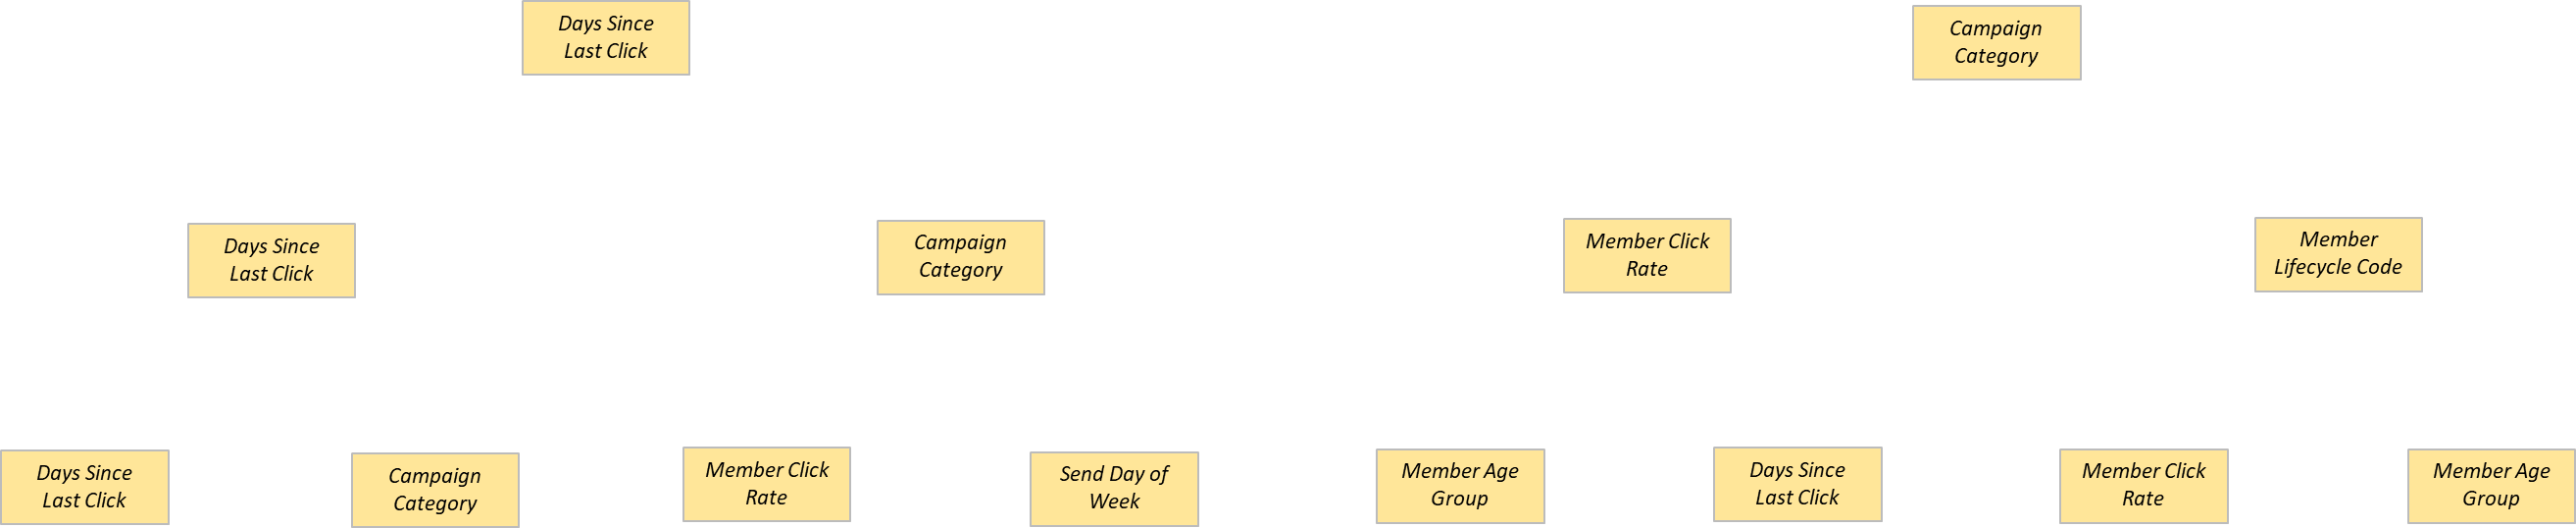 Days Since
Last Click
Campaign
Category
Days Since
Last Click
Campaign
Category
Member Click
Rate
Member
Lifecycle Code
Days Since
Last Click
Campaign
Category
Member Click
Rate
Send Day of
Week
Member Age
Group
Days Since
Last Click
Member Click
Rate
Member Age
Group